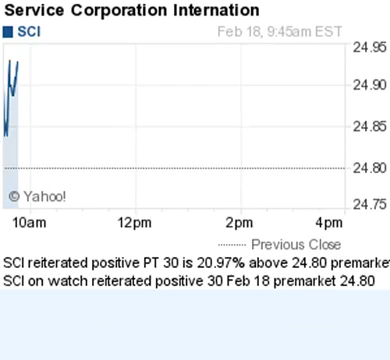 Service Corporation Internation
SCI
Feb 18, 9:45am EST
24.95
24.90
24.85
24.80
24.75
© Yahoo!
10am
12pm
2pm
4pm
Previous Close
SCI reiterated positive PT 30 is 20.97% above 24.80 premarke
SCI on watch reiterated positive 30 Feb 18 premarket 24.80